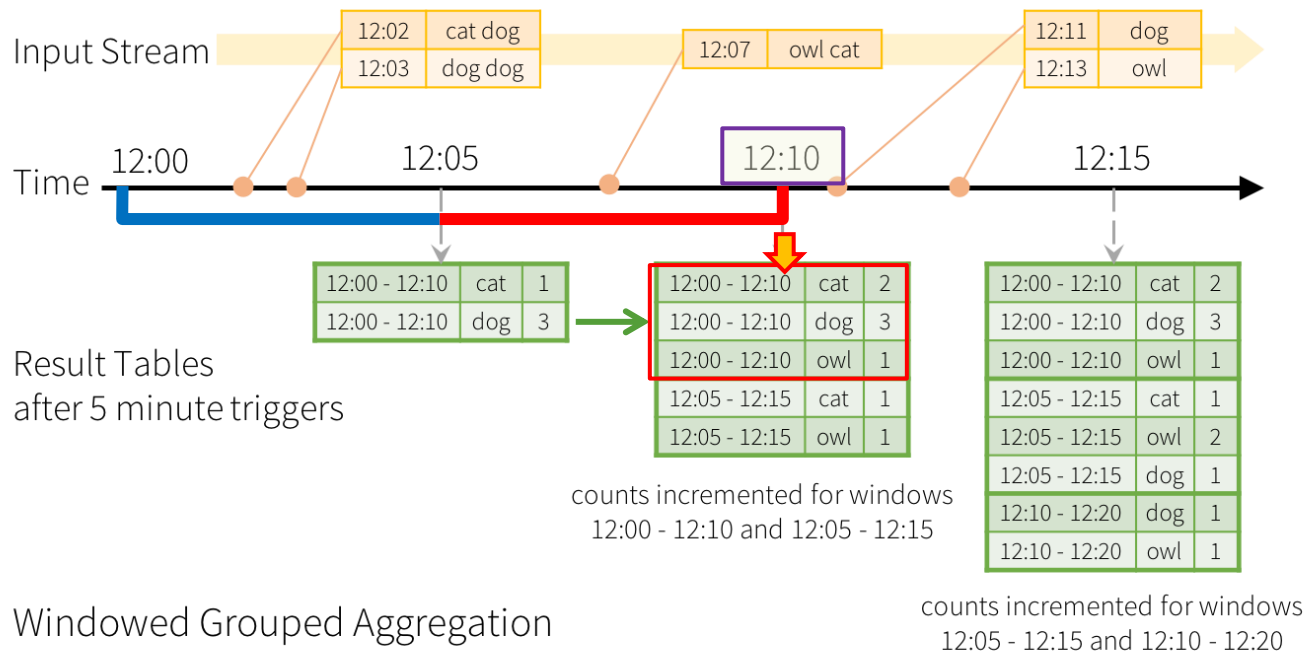 Input Stream
12:02 cat dog
12:03 dog dog
12:07 owl cat
12:11 dog
12:13 owl
Time
12:00 12:05 12:10 12:15
Result Tables
after 5 minute triggers
12:00 - 12:10 cat 1
12:00 - 12:10 dog 3
12:00 - 12:10 cat 2
12:00 - 12:10 dog 3
12:00 - 12:10 owl 1
12:05 - 12:15 cat 1
12:05 - 12:15 owl 1
counts incremented for windows
12:00 - 12:10 and 12:05 - 12:15
12:00 - 12:10 cat 2
12:00 - 12:10 dog 3
12:00 - 12:10 owl 1
12:05 - 12:15 cat 1
12:05 - 12:15 owl 2
12:05 - 12:15 dog 1
12:10 - 12:20 dog 1
12:10 - 12:20 owl 1
counts incremented for windows
12:05 - 12:15 and 12:10 - 12:20
Windowed Grouped Aggregation